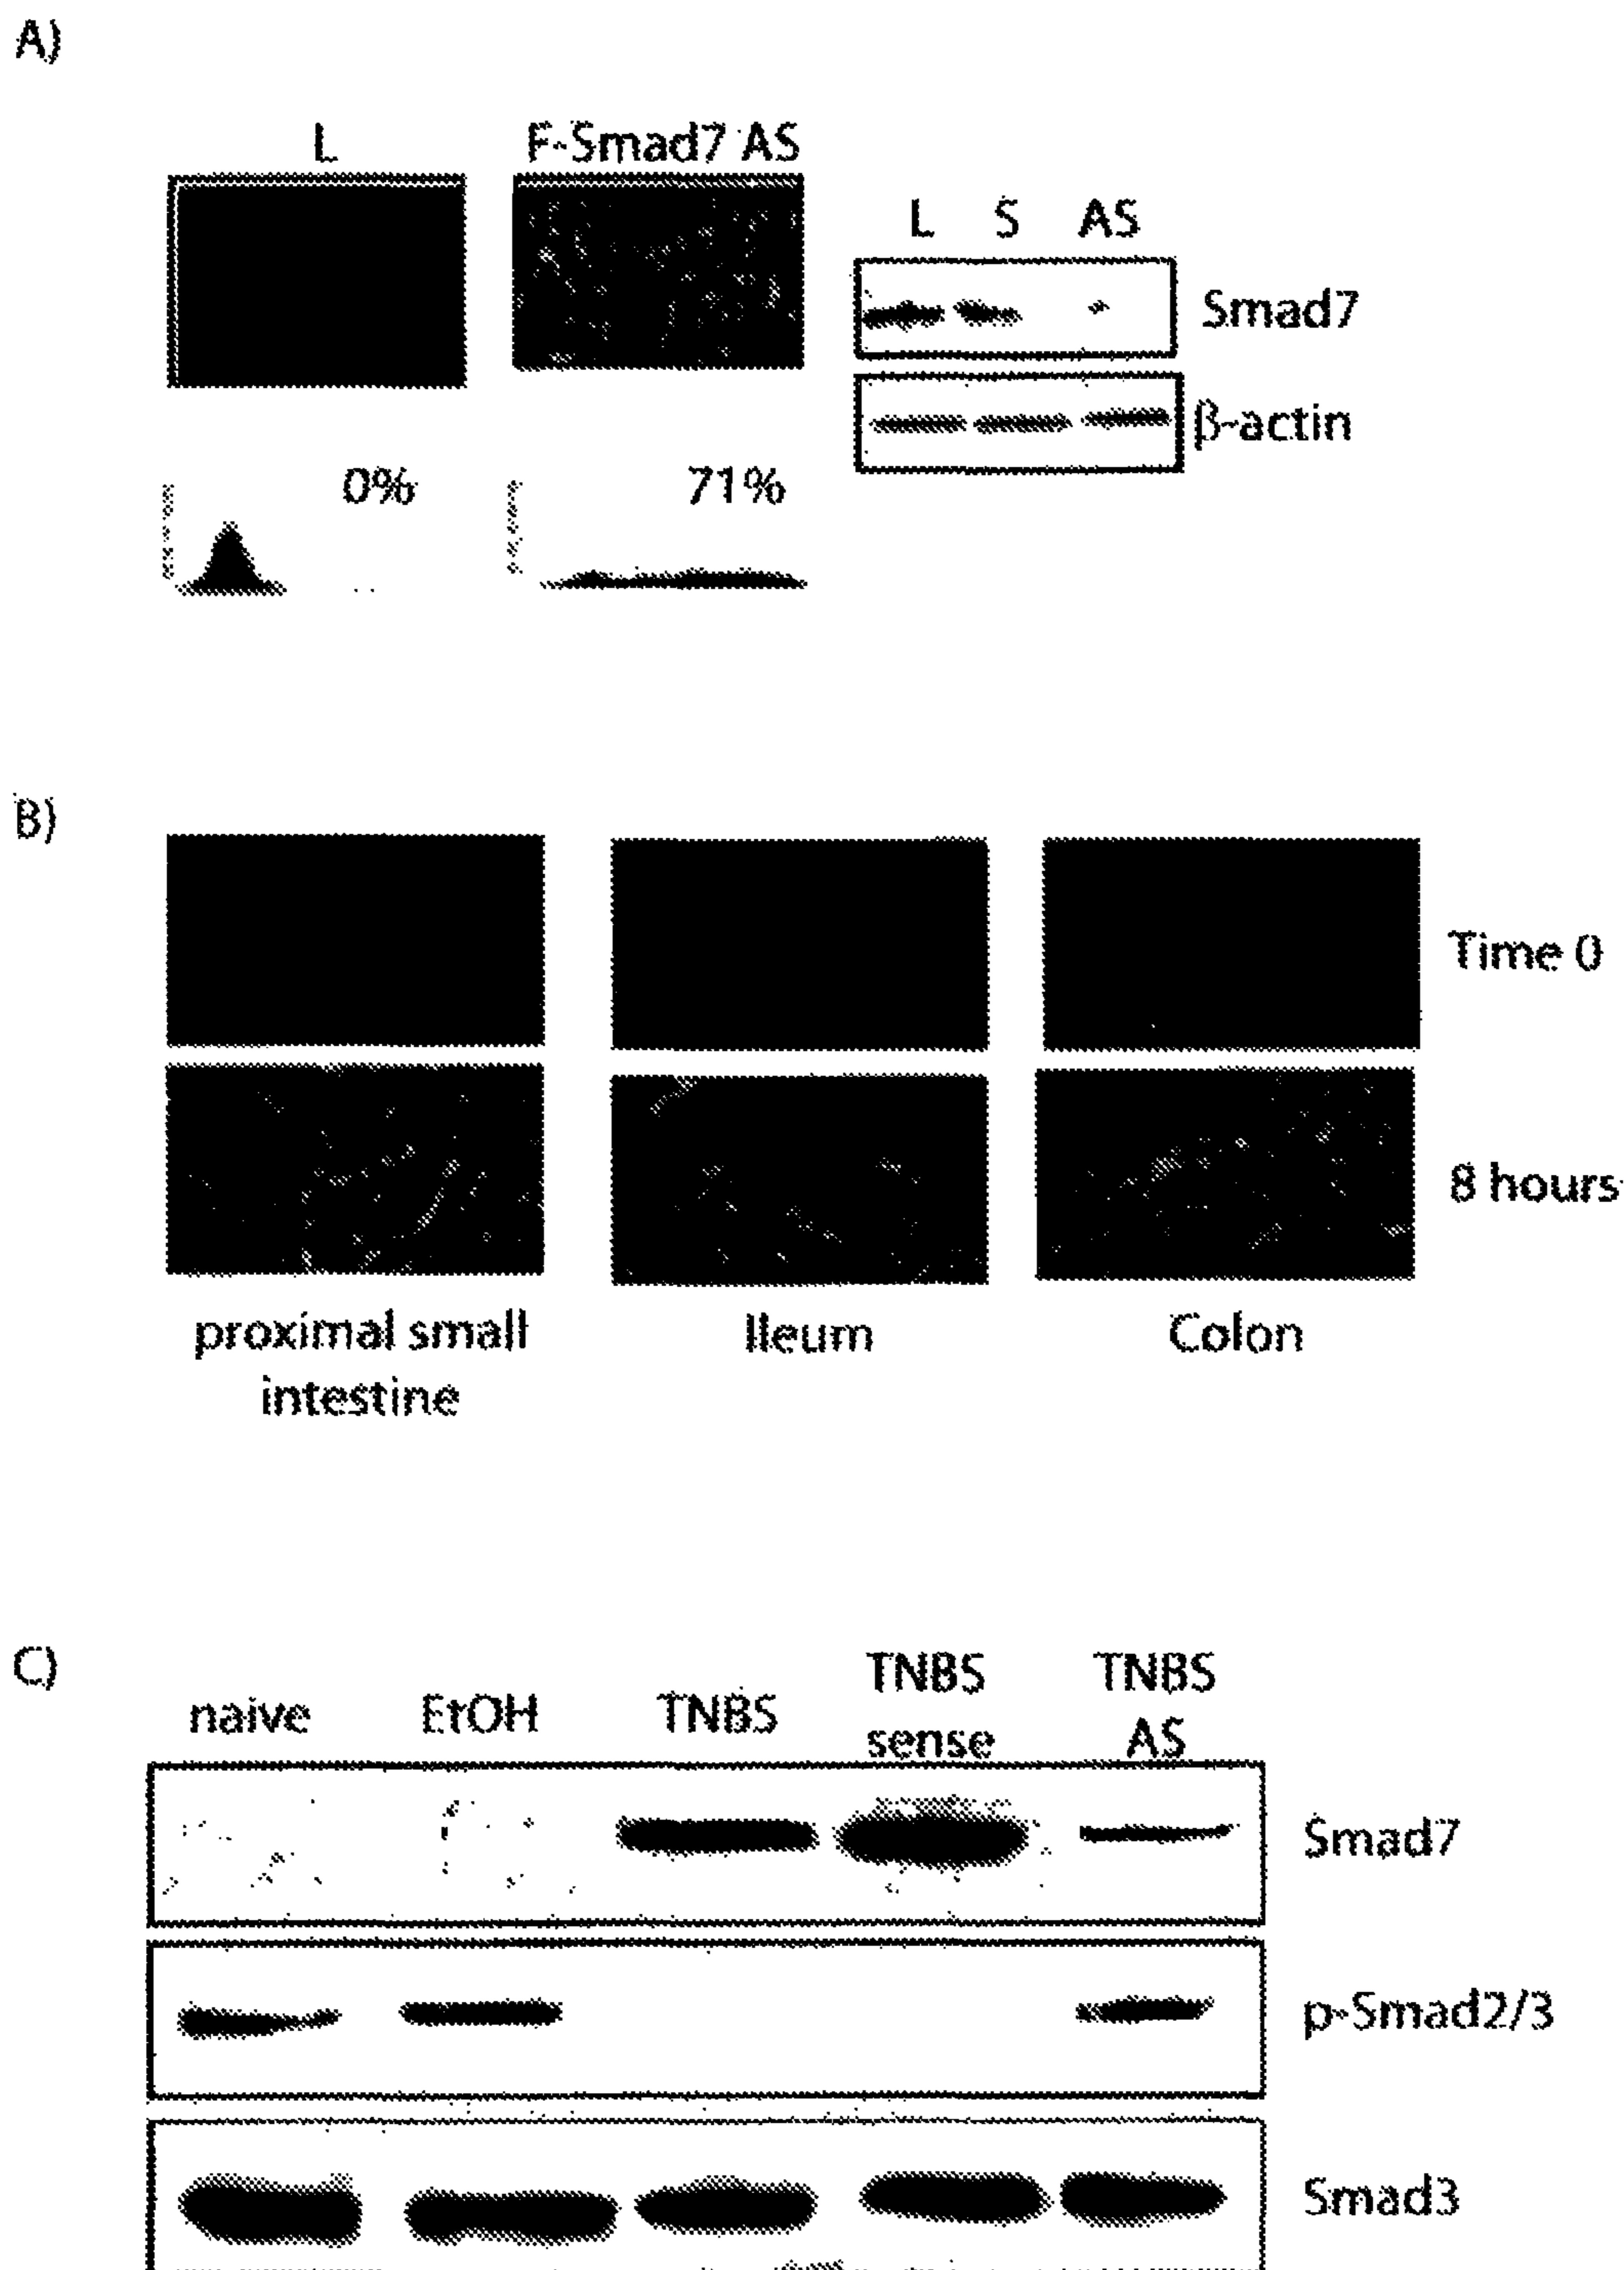 A)
L
F-Smad7 AS
L S AS
Smad7
β-actin
0%
71%
B)
Time 0
8 hours
proximal small
intestine
Ileum
Colon
C)
naive
EtOH
TNBS
TNBS
sense
TNBS
AS
Smad7
p-Smad2/3
Smad3